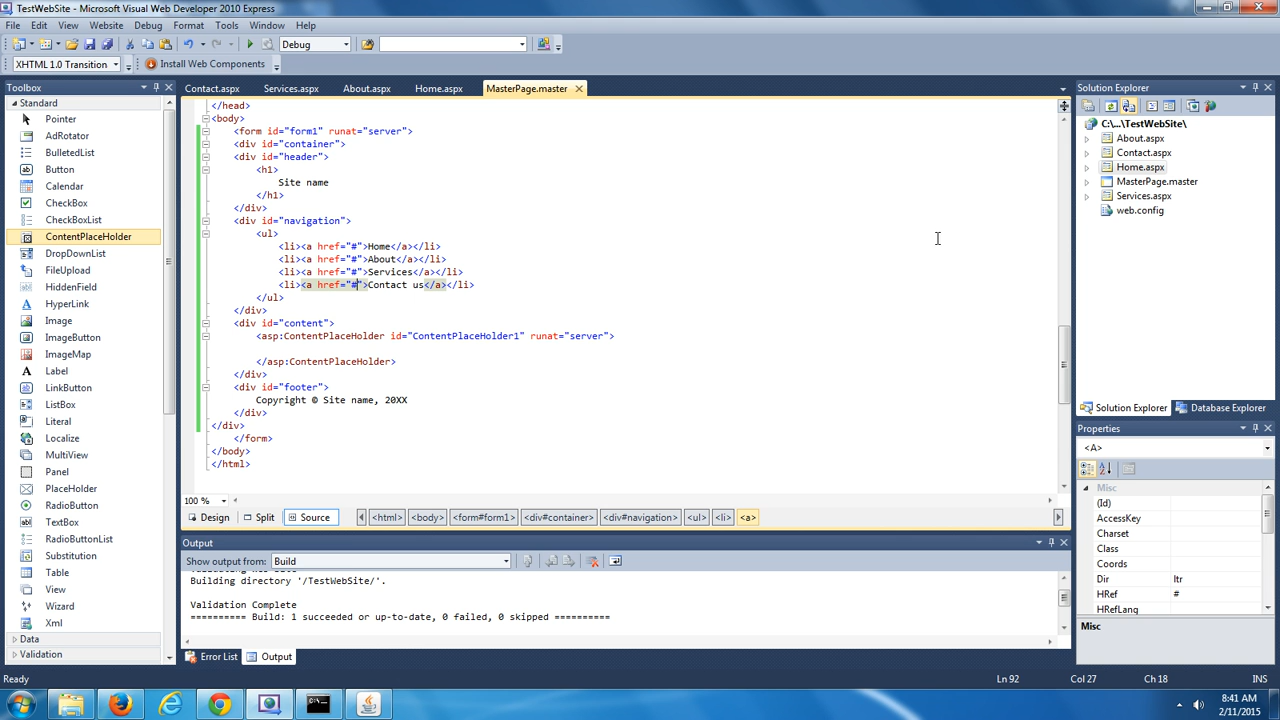 TestWebSite - Microsoft Visual Web Developer 2010 Express
File Edit View Website Debug Format Tools Window Help
Debug
XHTML 1.0 Transition Install Web Components
Toolbox
Standard
Pointer
AdRotator
BulletedList
Button
Calendar
CheckBox
CheckBoxList
ContentPlaceHolder
DropDownList
FileUpload
HiddenField
HyperLink
Image
ImageButton
ImageMap
Label
LinkButton
ListBox
Literal
Localize
MultiView
Panel
PlaceHolder
RadioButton
TextBox
RadioButtonList
Substitution
Table
View
Wizard
Xml
Data
Validation
Contact.aspx Services.aspx About.aspx Home.aspx MasterPage.master
</head>
<body>
<form id="form1" runat="server">
<div id="container">
<div id="header">
<h1>
Site name
</h1>
</div>
<div id="navigation">
<ul>
<li><a href="#">Home</a></li>
<li><a href="#">About</a></li>
<li><a href="#">Services</a></li>
<li><a href="#">Contact us</a></li>
</ul>
</div>
<div id="content">
<asp:ContentPlaceHolder id="ContentPlaceHolder1" runat="server">
</asp:ContentPlaceHolder>
</div>
<div id="footer">
Copyright © Site name, 20XX
</div>
</div>
</form>
</body>
</html>
100 %
Design Split Source <html> <body> <form#form1> <div#container> <div#navigation> <ul> <li> <a>
Output
Show output from: Build
Building directory '/TestWebSite/'.
Validation Complete
========== Build: 1 succeeded or up-to-date, 0 failed, 0 skipped ==========
Error List Output
Solution Explorer
C:\...\TestWebSite\
About.aspx
Contact.aspx
Home.aspx
MasterPage.master
Services.aspx
web.config
Solution Explorer Database Explorer
Properties
<A>
Misc
(Id)
AccessKey
Charset
Class
Coords
Dir ltr
HRef #
HRefLang
Misc
Ready Ln 92 Col 27 Ch 18 INS
8:41 AM
2/11/2015